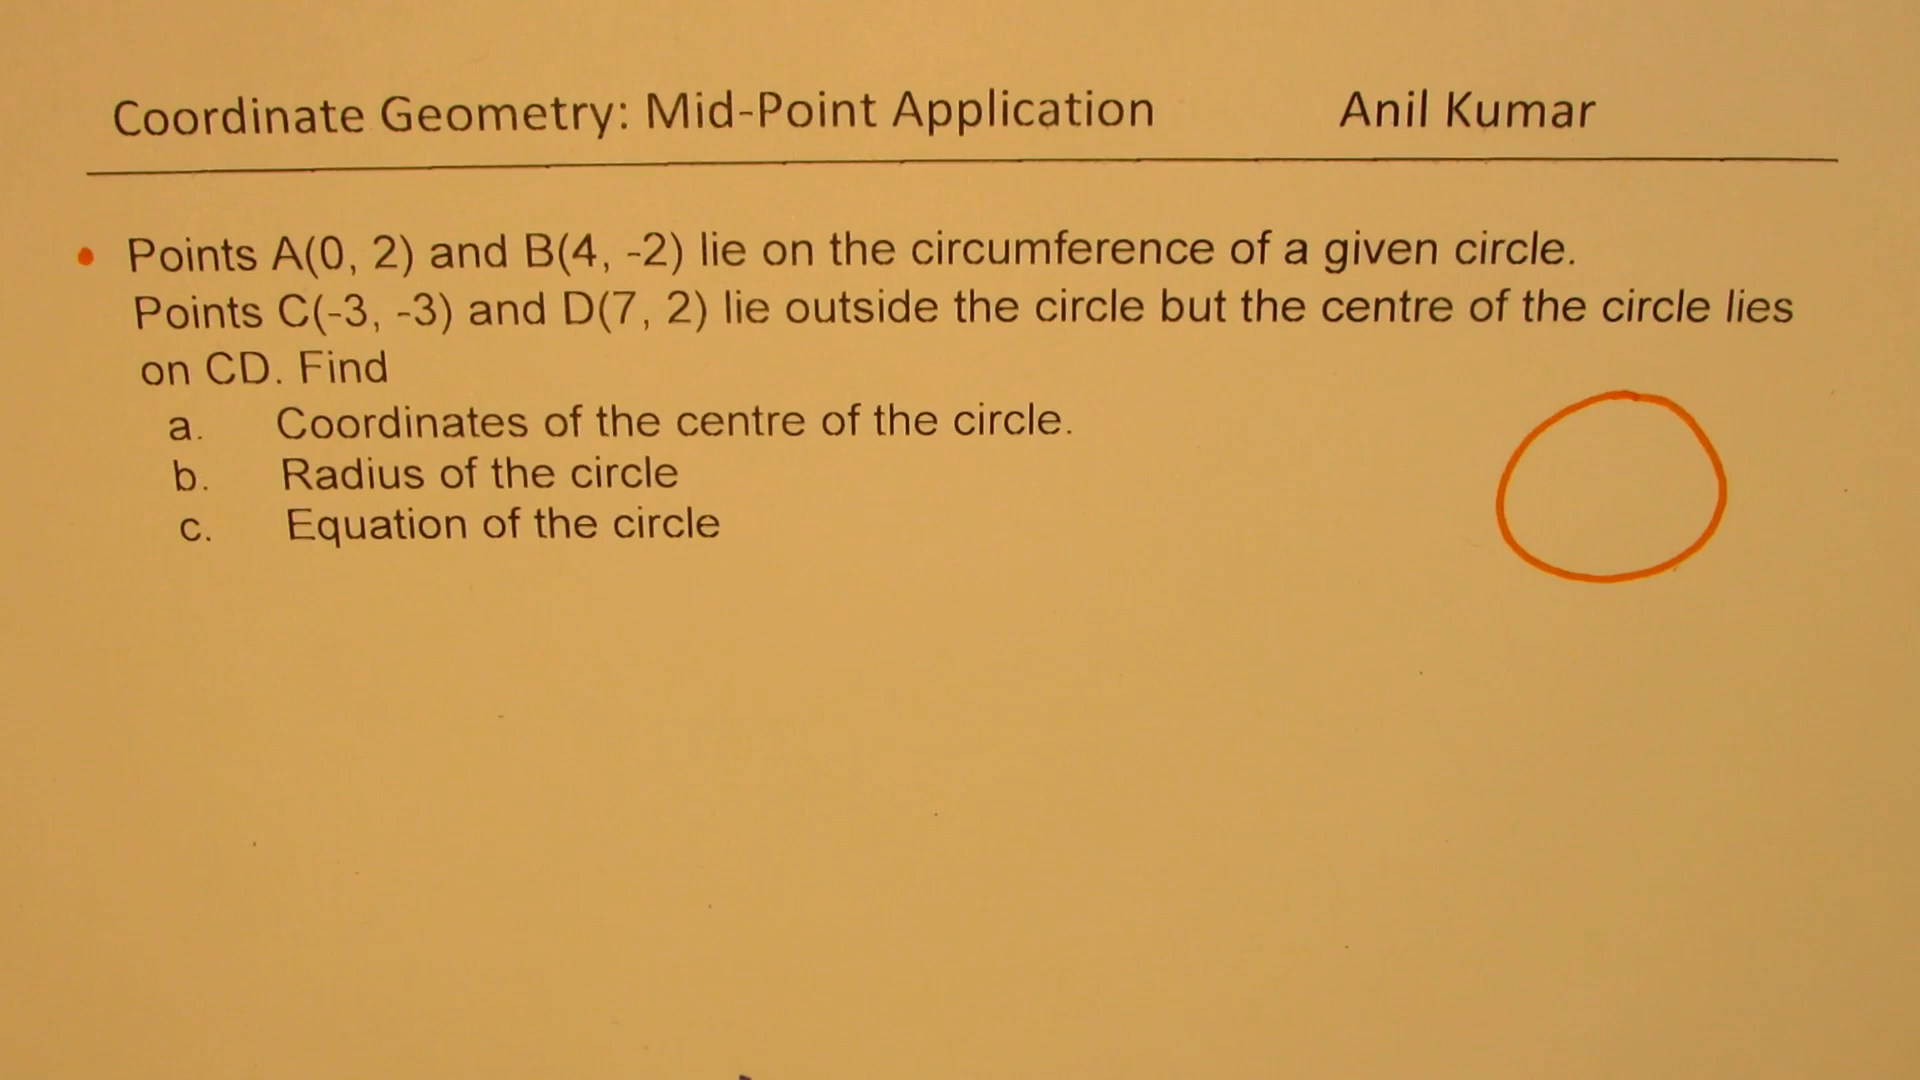 Coordinate Geometry: Mid-Point Application Anil Kumar
• Points A(0, 2) and B(4, -2) lie on the circumference of a given circle.
Points C(-3, -3) and D(7, 2) lie outside the circle but the centre of the circle lies
on CD. Find
a. Coordinates of the centre of the circle.
b. Radius of the circle
c. Equation of the circle